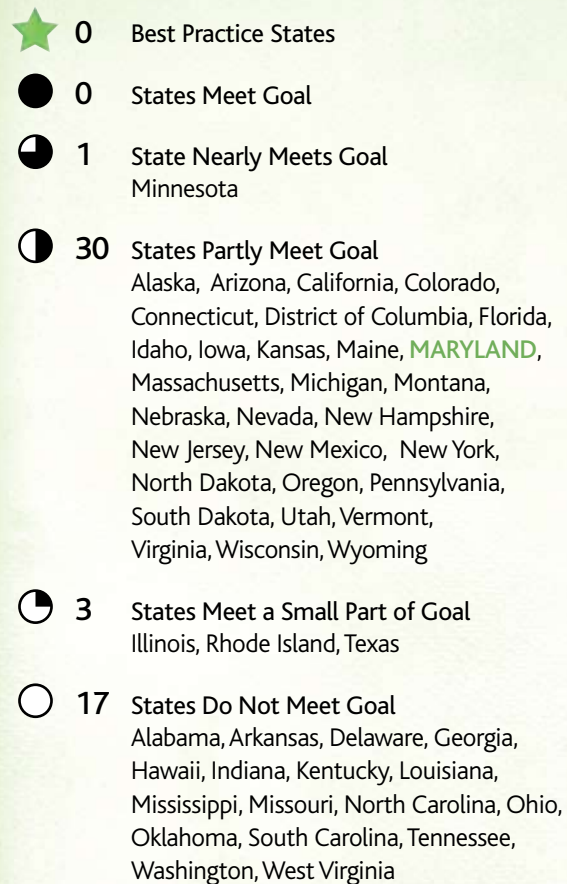 0 Best Practice States
0 States Meet Goal
1 State Nearly Meets Goal
Minnesota
30 States Partly Meet Goal
Alaska, Arizona, California, Colorado,
Connecticut, District of Columbia, Florida,
Idaho, Iowa, Kansas, Maine, MARYLAND,
Massachusetts, Michigan, Montana,
Nebraska, Nevada, New Hampshire,
New Jersey, New Mexico, New York,
North Dakota, Oregon, Pennsylvania,
South Dakota, Utah, Vermont,
Virginia, Wisconsin, Wyoming
3 States Meet a Small Part of Goal
Illinois, Rhode Island, Texas
17 States Do Not Meet Goal
Alabama, Arkansas, Delaware, Georgia,
Hawaii, Indiana, Kentucky, Louisiana,
Mississippi, Missouri, North Carolina, Ohio,
Oklahoma, South Carolina, Tennessee,
Washington, West Virginia